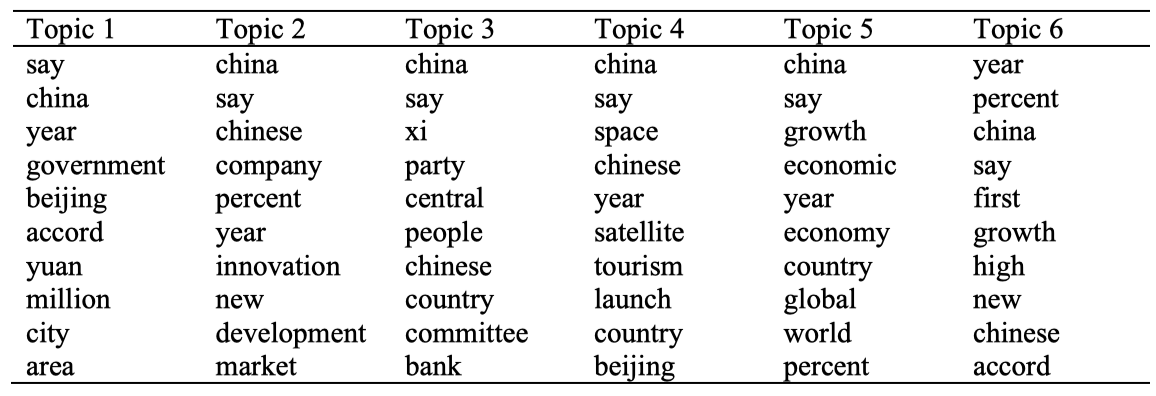 Topic 1 Topic 2 Topic 3 Topic 4 Topic 5 Topic 6
say china china china china year
china say say say say percent
year chinese xi space growth china
government company party chinese economic say
beijing percent central year year first
accord year people satellite economy growth
yuan innovation chinese tourism country high
million new country launch global new
city development committee country world chinese
area market bank beijing percent accord